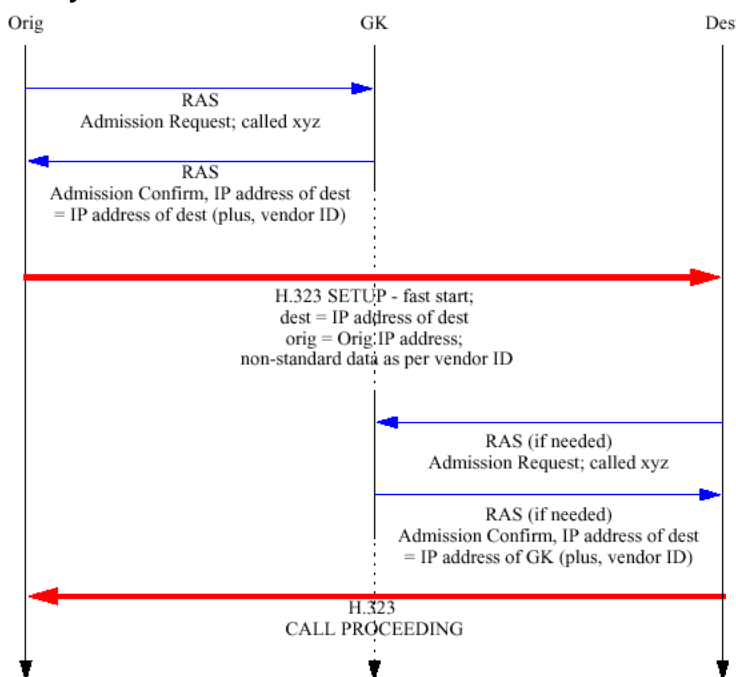 Orig
GK
Des
RAS
Admission Request; called xyz
RAS
Admission Confirm, IP address of dest
= IP address of dest (plus, vendor ID)
H.323 SETUP - fast start;
dest = IP address of dest
orig = Orig IP address;
non-standard data as per vendor ID
RAS (if needed)
Admission Request; called xyz
RAS (if needed)
Admission Confirm, IP address of dest
= IP address of GK (plus, vendor ID)
H.323
CALL PROCEEDING